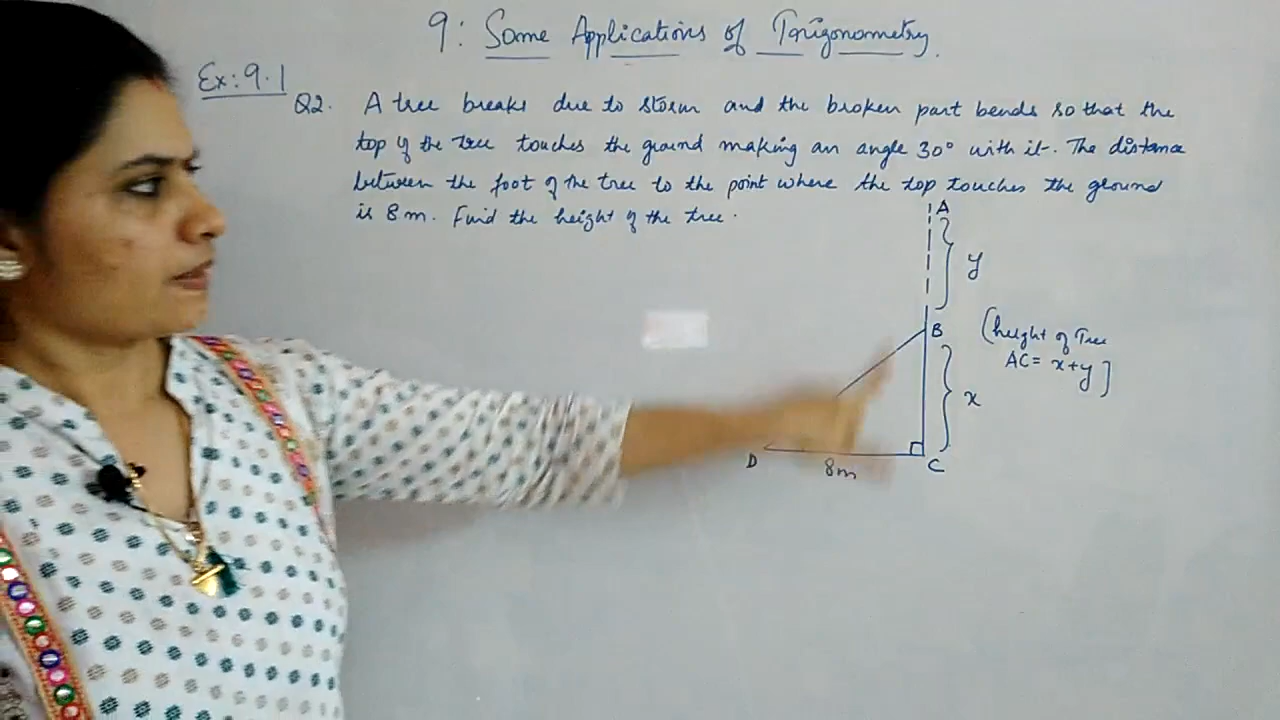 9: Some Applications of Trigonometry.
Ex: 9.1
Q2. A tree breaks due to storm and the broken part bends so that the
top of the tree touches the ground making an angle 30° with it. The distance
between the foot of the tree to the point where the top touches the ground
is 8m. Find the height of the tree.
A
y
B
(height of Tree
AC = x+y]
x
D
8m
C